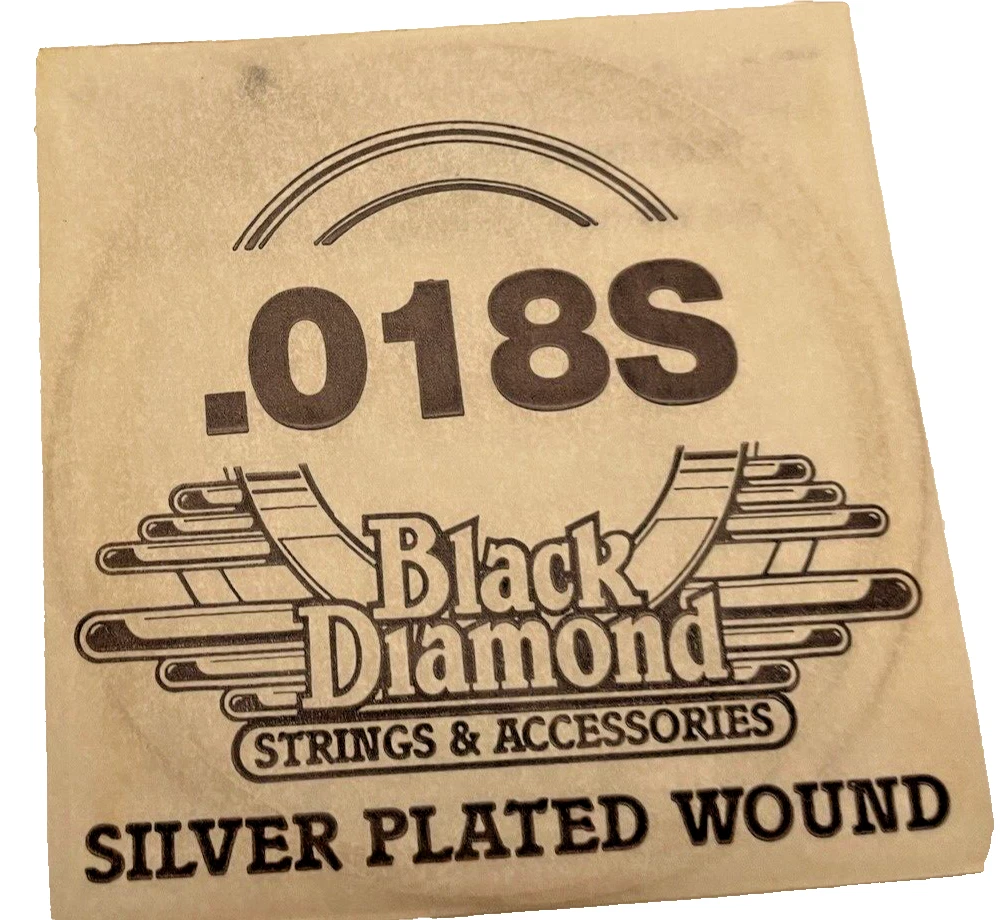 .018S
Black
Diamond
STRINGS & ACCESSORIES
SILVER PLATED WOUND